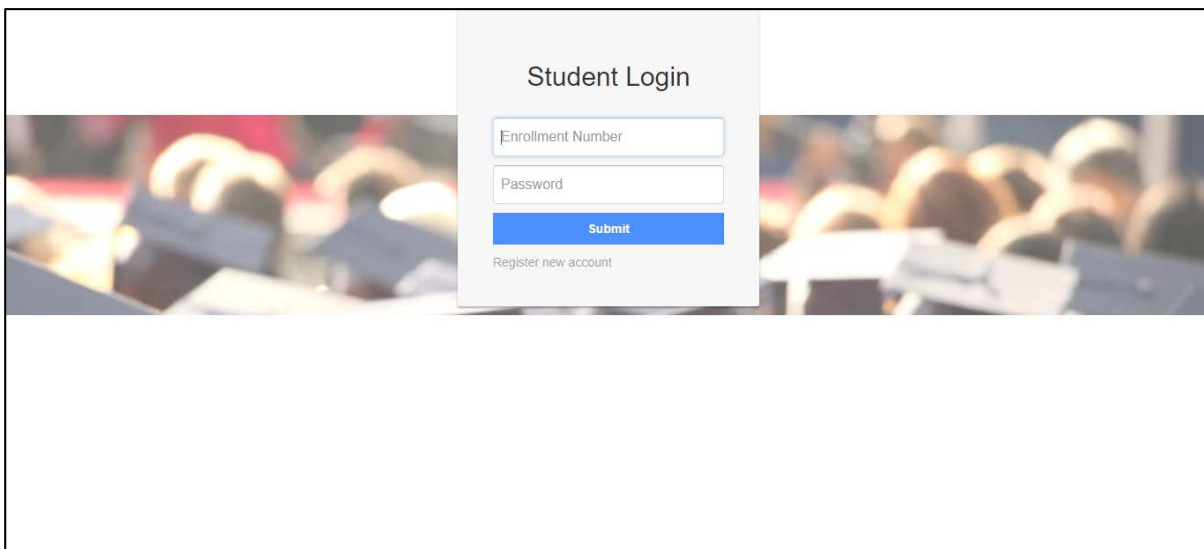 Student Login
Enrollment Number
Password
Submit
Register new account